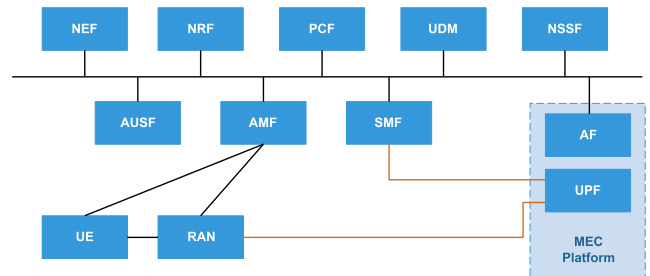 NEF
NRF
PCF
UDM
NSSF
AUSF
AMF
SMF
AF
UPF
UE
RAN
MEC
Platform